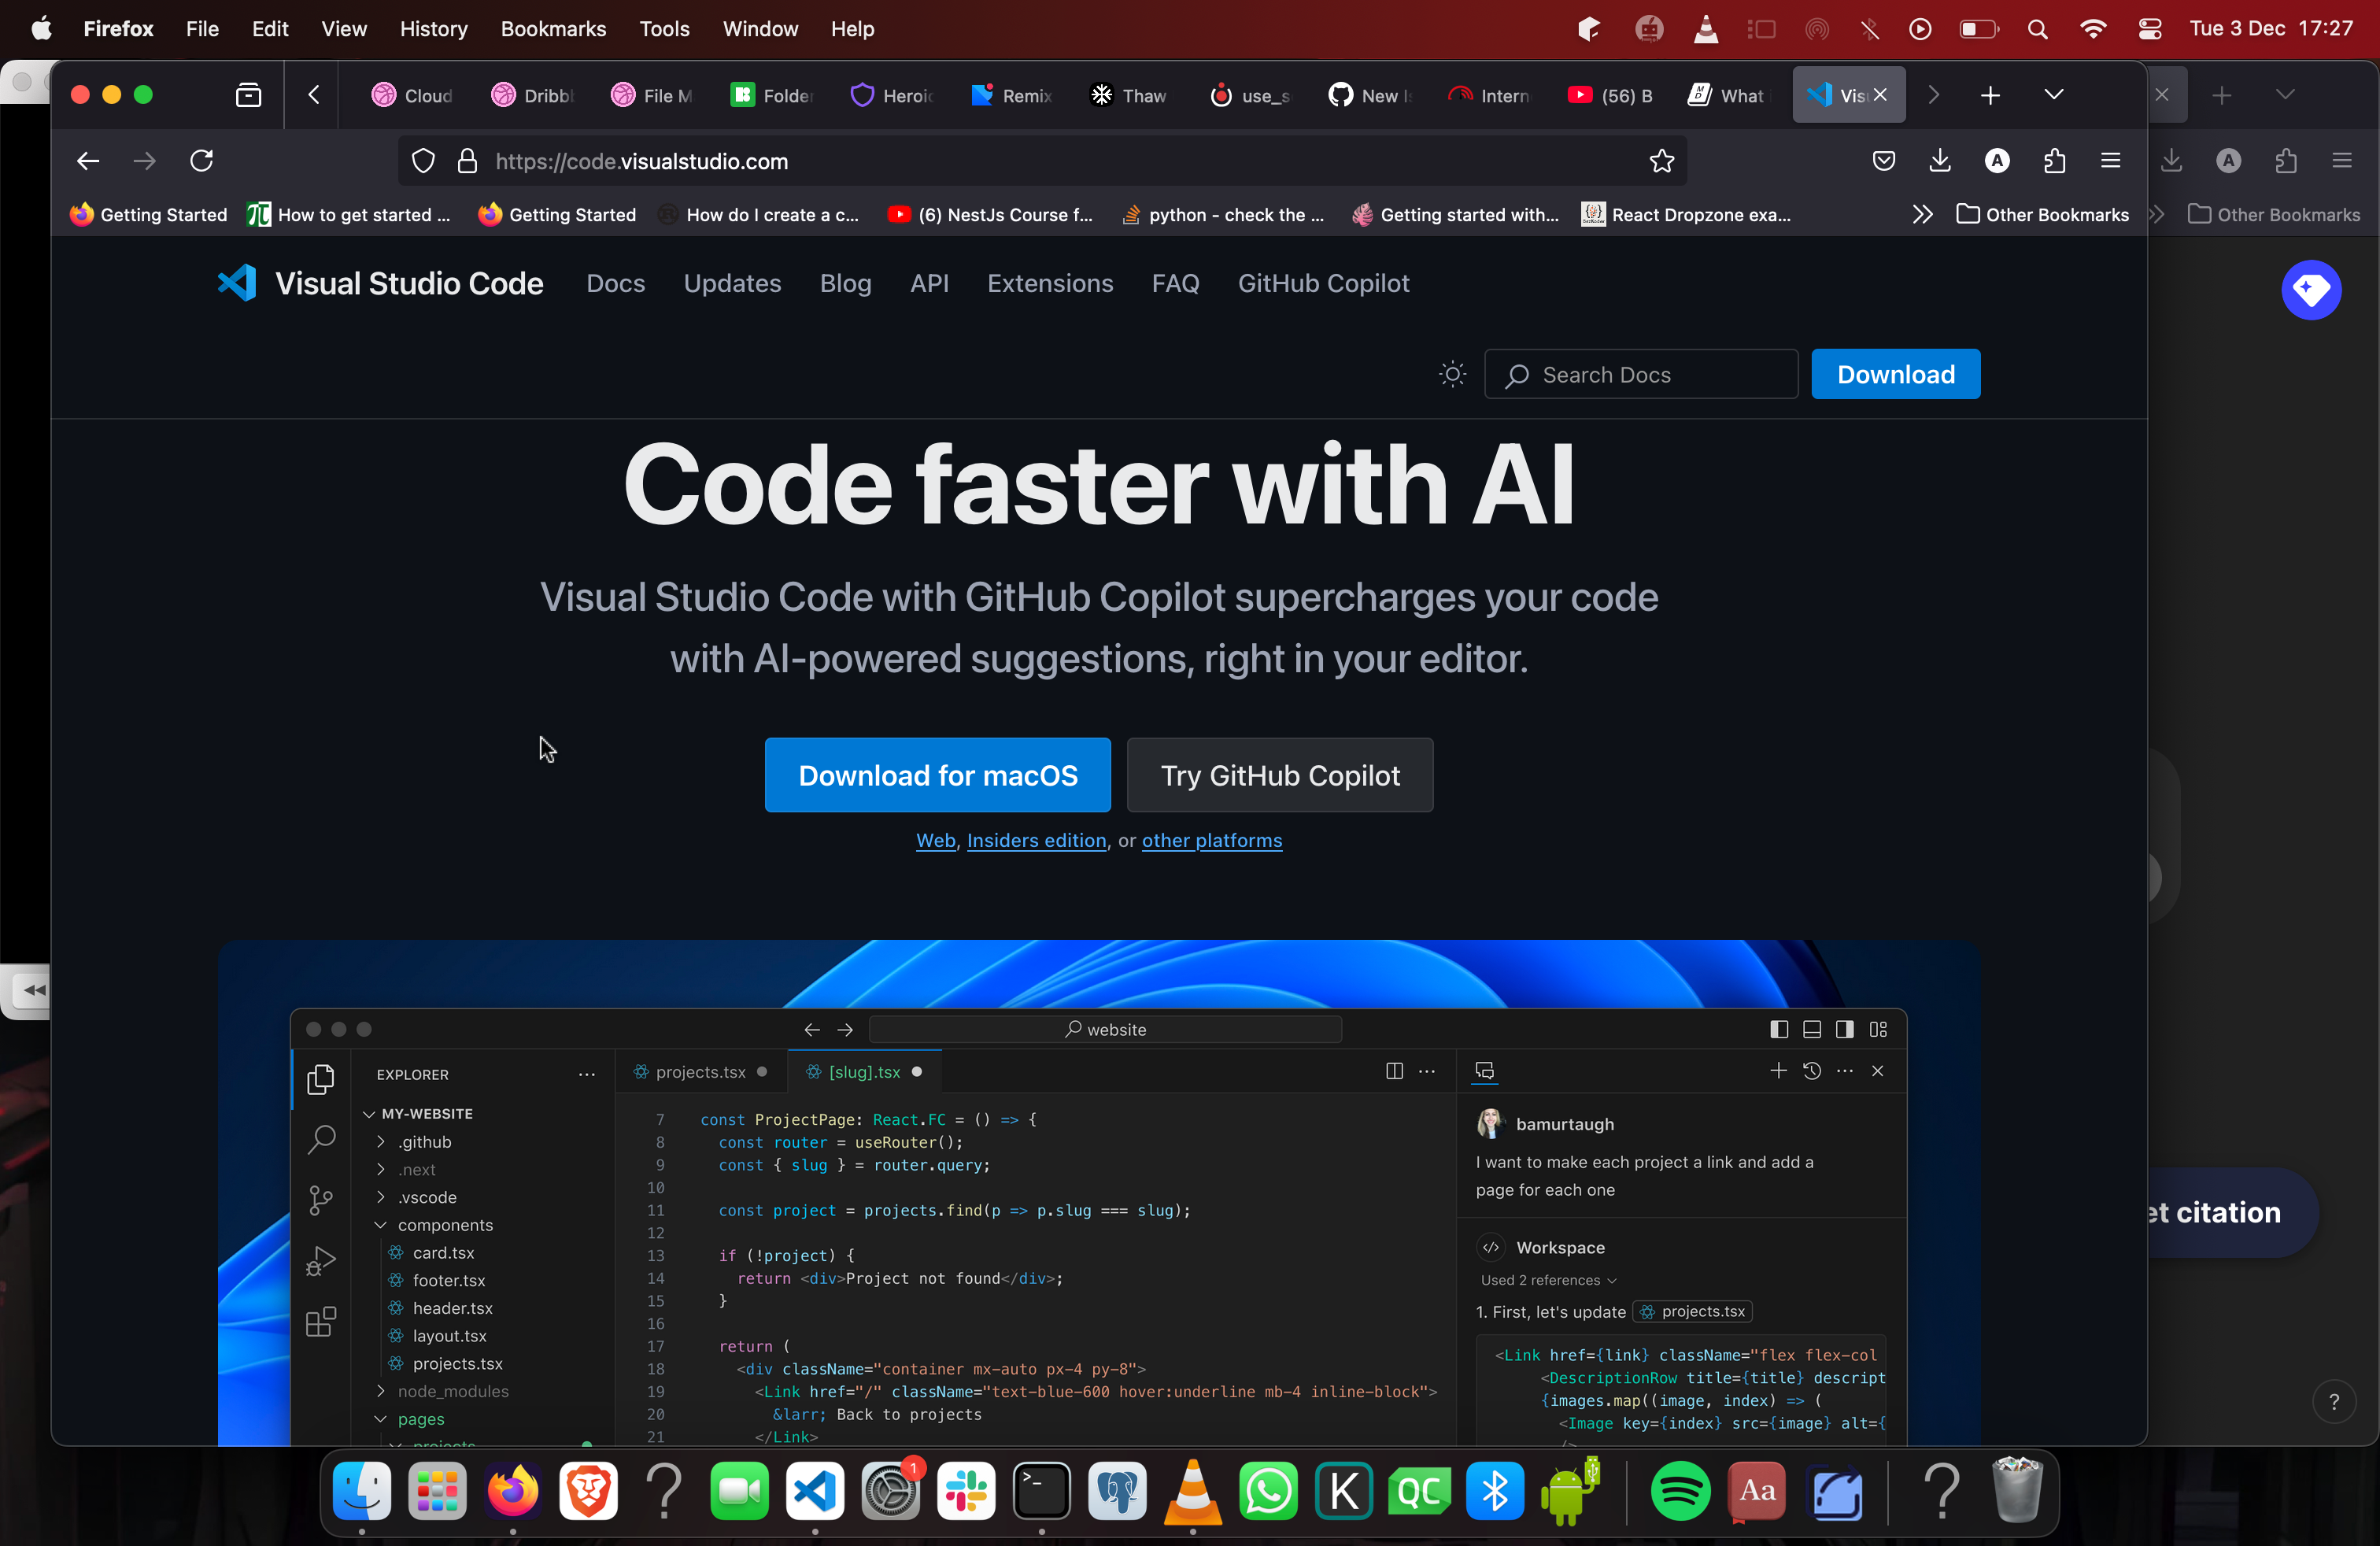 Firefox File Edit View History Bookmarks Tools Window Help Tue 3 Dec 17:27
Cloud Dribb File M Folder Heroic Remix Thaw use_s New I Intern (56) B What Vis
https://code.visualstudio.com
Getting Started How to get started ... Getting Started How do I create a c... (6) NestJs Course f... python - check the ... Getting started with... React Dropzone exa... Other Bookmarks Other Bookmarks
Visual Studio Code Docs Updates Blog API Extensions FAQ GitHub Copilot
Search Docs Download
Code faster with AI
Visual Studio Code with GitHub Copilot supercharges your code
with AI-powered suggestions, right in your editor.
Download for macOS Try GitHub Copilot
Web, Insiders edition, or other platforms
website
EXPLORER
MY-WEBSITE
.github
.next
.vscode
components
card.tsx
footer.tsx
header.tsx
layout.tsx
projects.tsx
node_modules
pages
projects
projects.tsx [slug].tsx
7 const ProjectPage: React.FC = () => {
8 const router = useRouter();
9 const { slug } = router.query;
10
11 const project = projects.find(p => p.slug === slug);
12
13 if (!project) {
14 return <div>Project not found</div>;
15 }
16
17 return (
18 <div className="container mx-auto px-4 py-8">
19 <Link href="/" className="text-blue-600 hover:underline mb-4 inline-block">
20 &larr; Back to projects
21 </Link>
bamurtaugh
I want to make each project a link and add a
page for each one
Workspace
Used 2 references
1. First, let's update projects.tsx
<Link href={link} className="flex flex-col
<DescriptionRow title={title} descript
{images.map((image, index) => (
<Image key={index} src={image} alt={
/>
et citation
?
1
K
QC
Aa